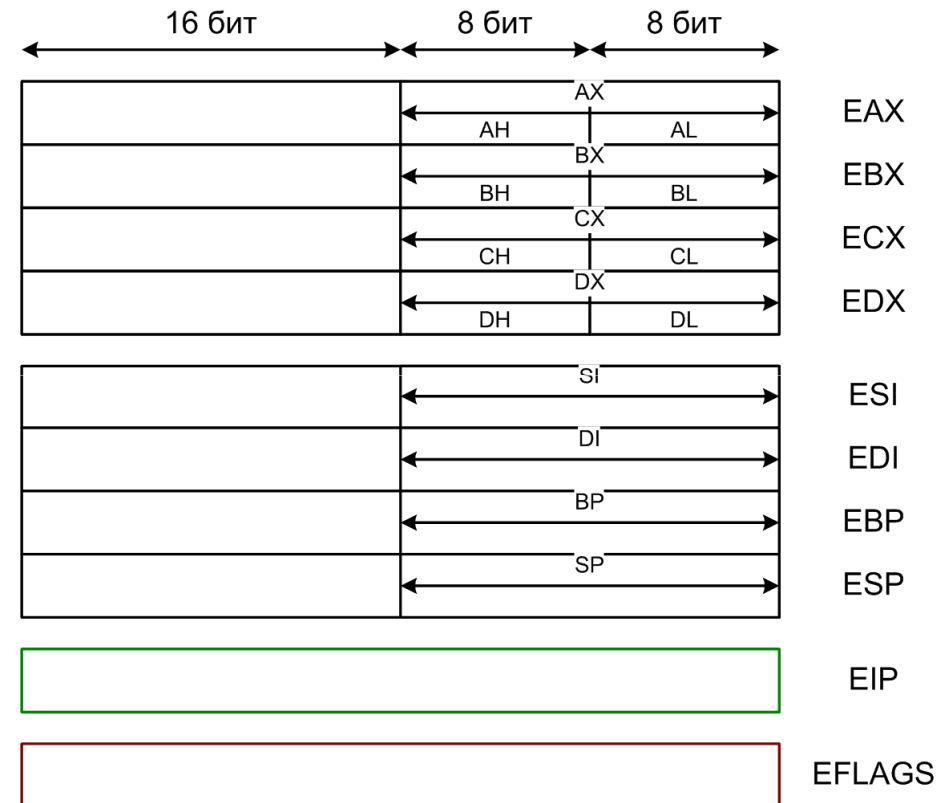 16 бит 8 бит 8 бит
AX
EAX
AH AL
BX
EBX
BH BL
CX
ECX
CH CL
DX
EDX
DH DL
SI
ESI
DI
EDI
BP
EBP
SP
ESP
EIP
EFLAGS